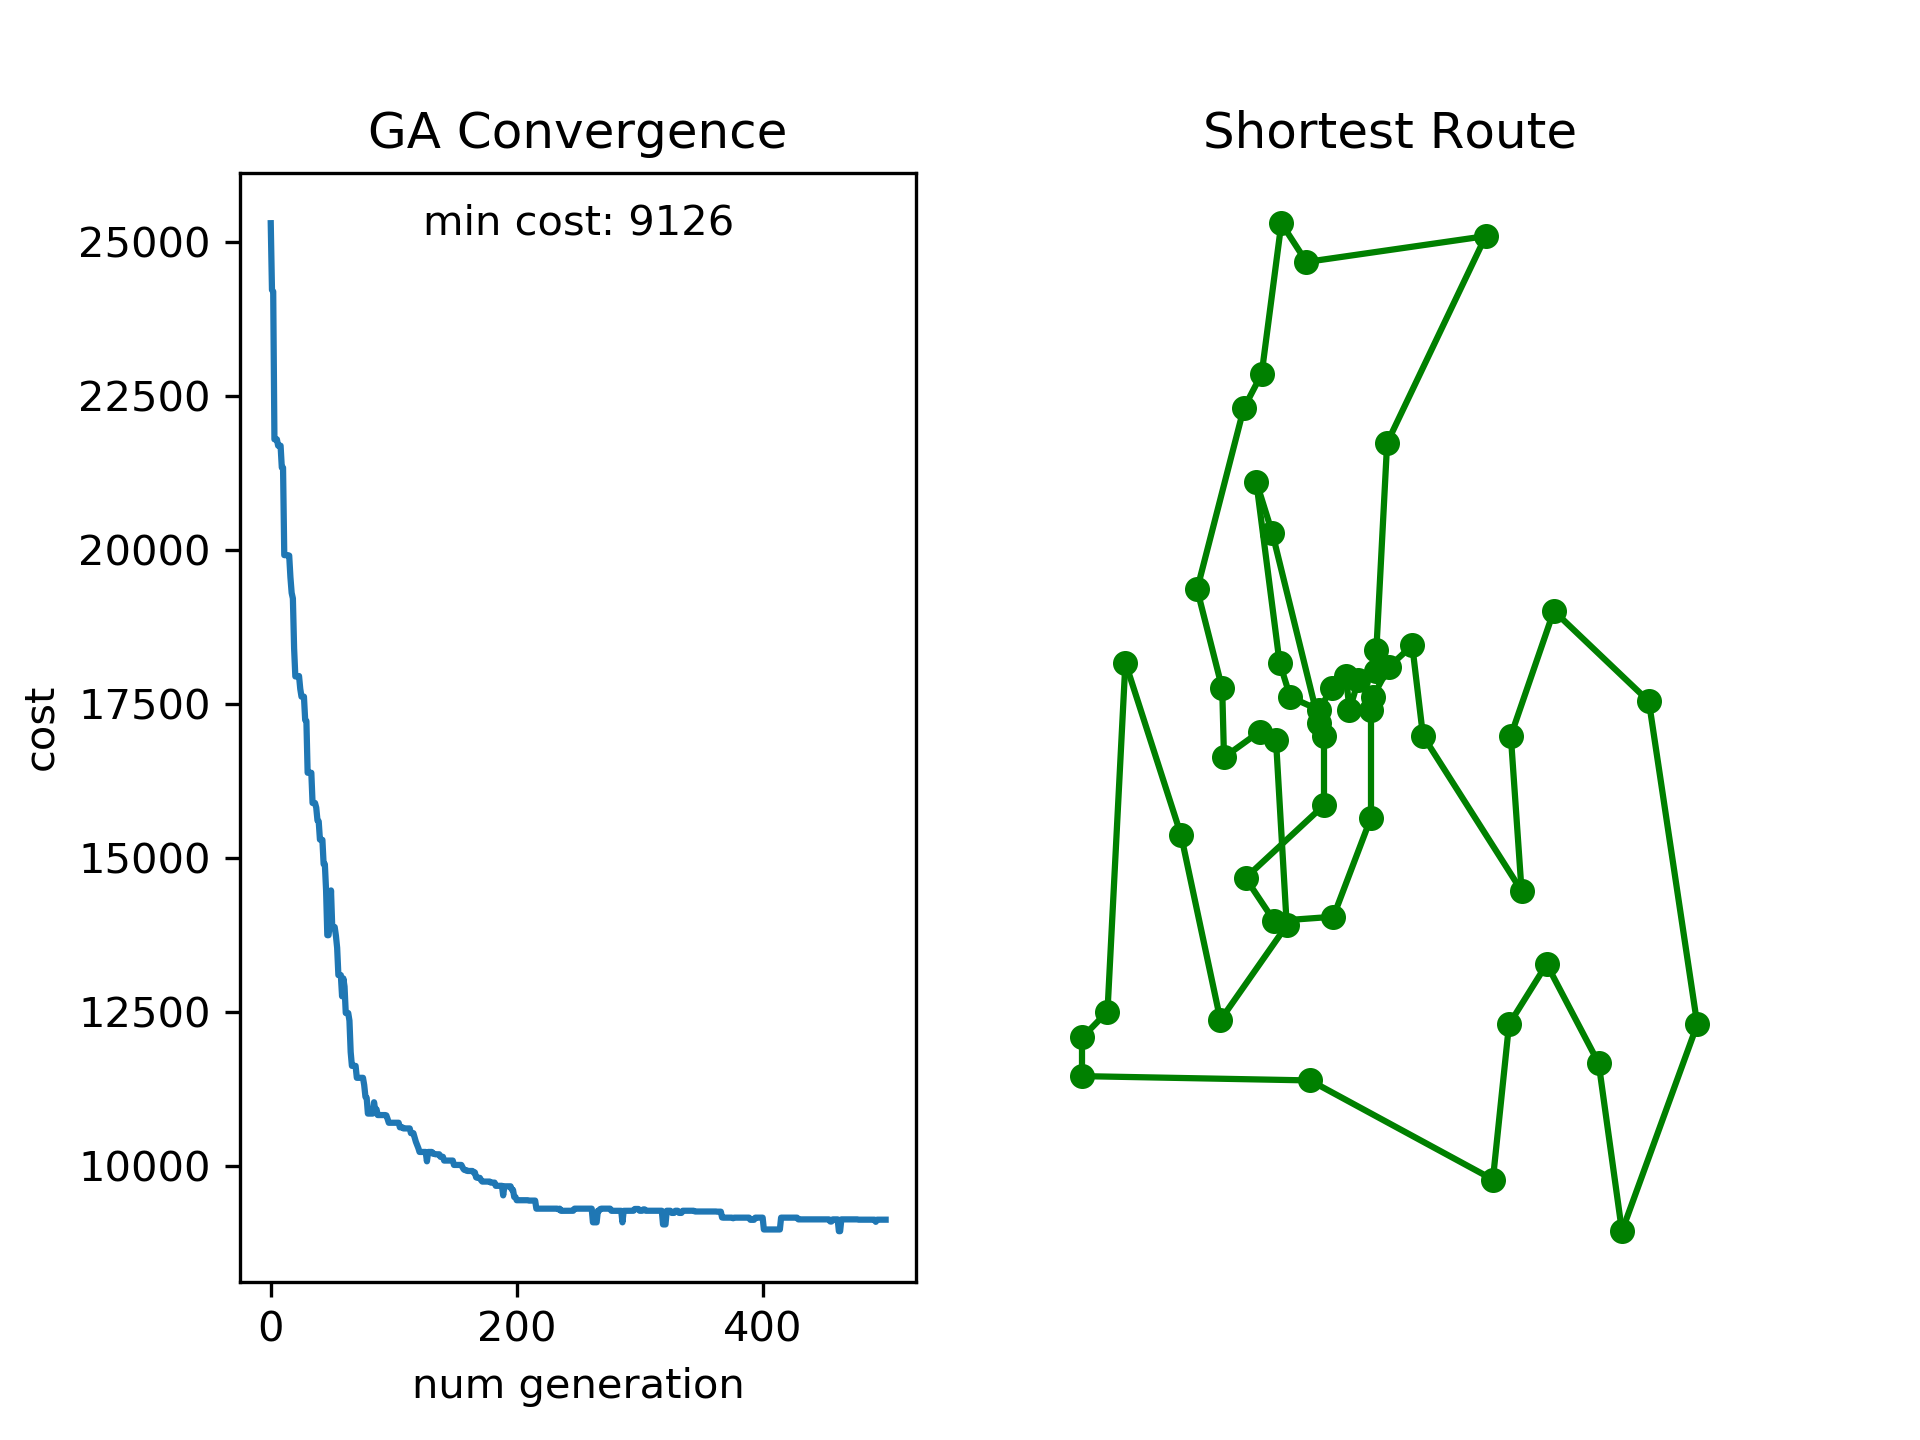 GA Convergence
min cost: 9126
25000
22500
20000
17500
15000
12500
10000
cost
0 200 400
num generation
Shortest Route